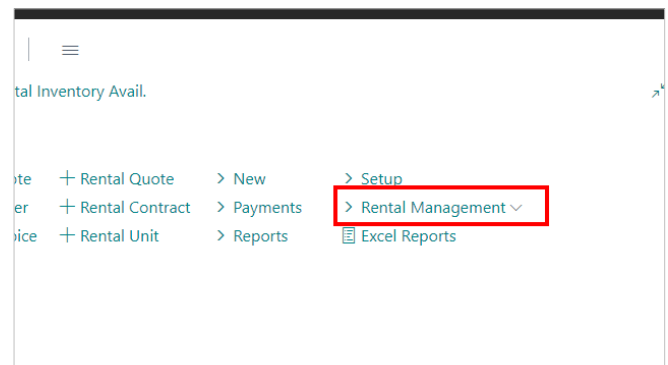 tal Inventory Avail.
ote + Rental Quote > New > Setup
er + Rental Contract > Payments > Rental Management
oice + Rental Unit > Reports Excel Reports